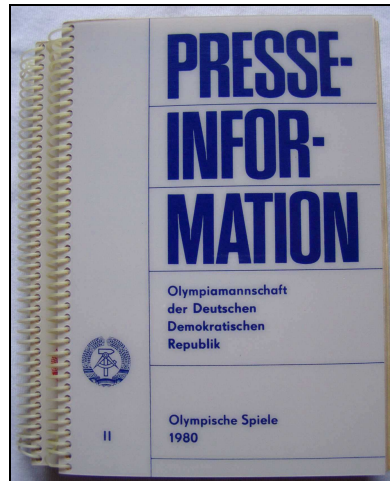 PRESSE-
INFOR-
MATION
Olympiamannschaft
der Deutschen
Demokratischen
Republik
II
Olympische Spiele
1980